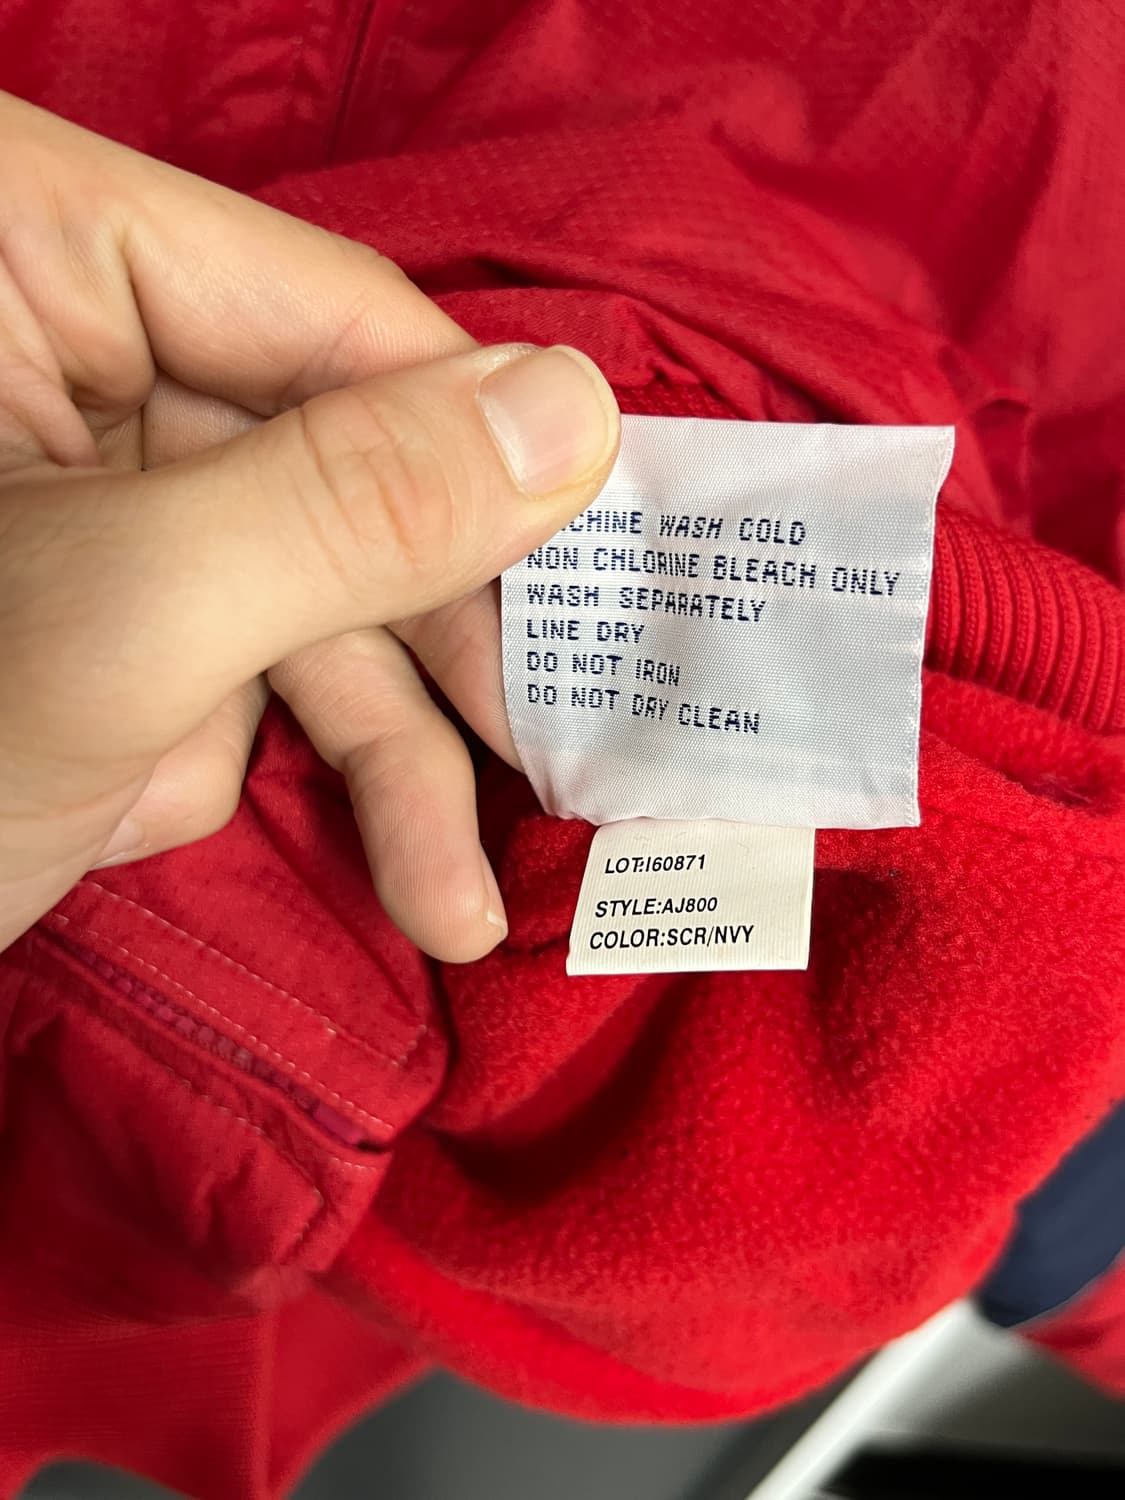 CHINE WASH COLD
NON CHLORINE BLEACH ONLY
WASH SEPARATELY
LINE DRY
DO NOT IRON
DO NOT DRY CLEAN
LOT:I60871
STYLE:AJ800
COLOR:SCR/NVY